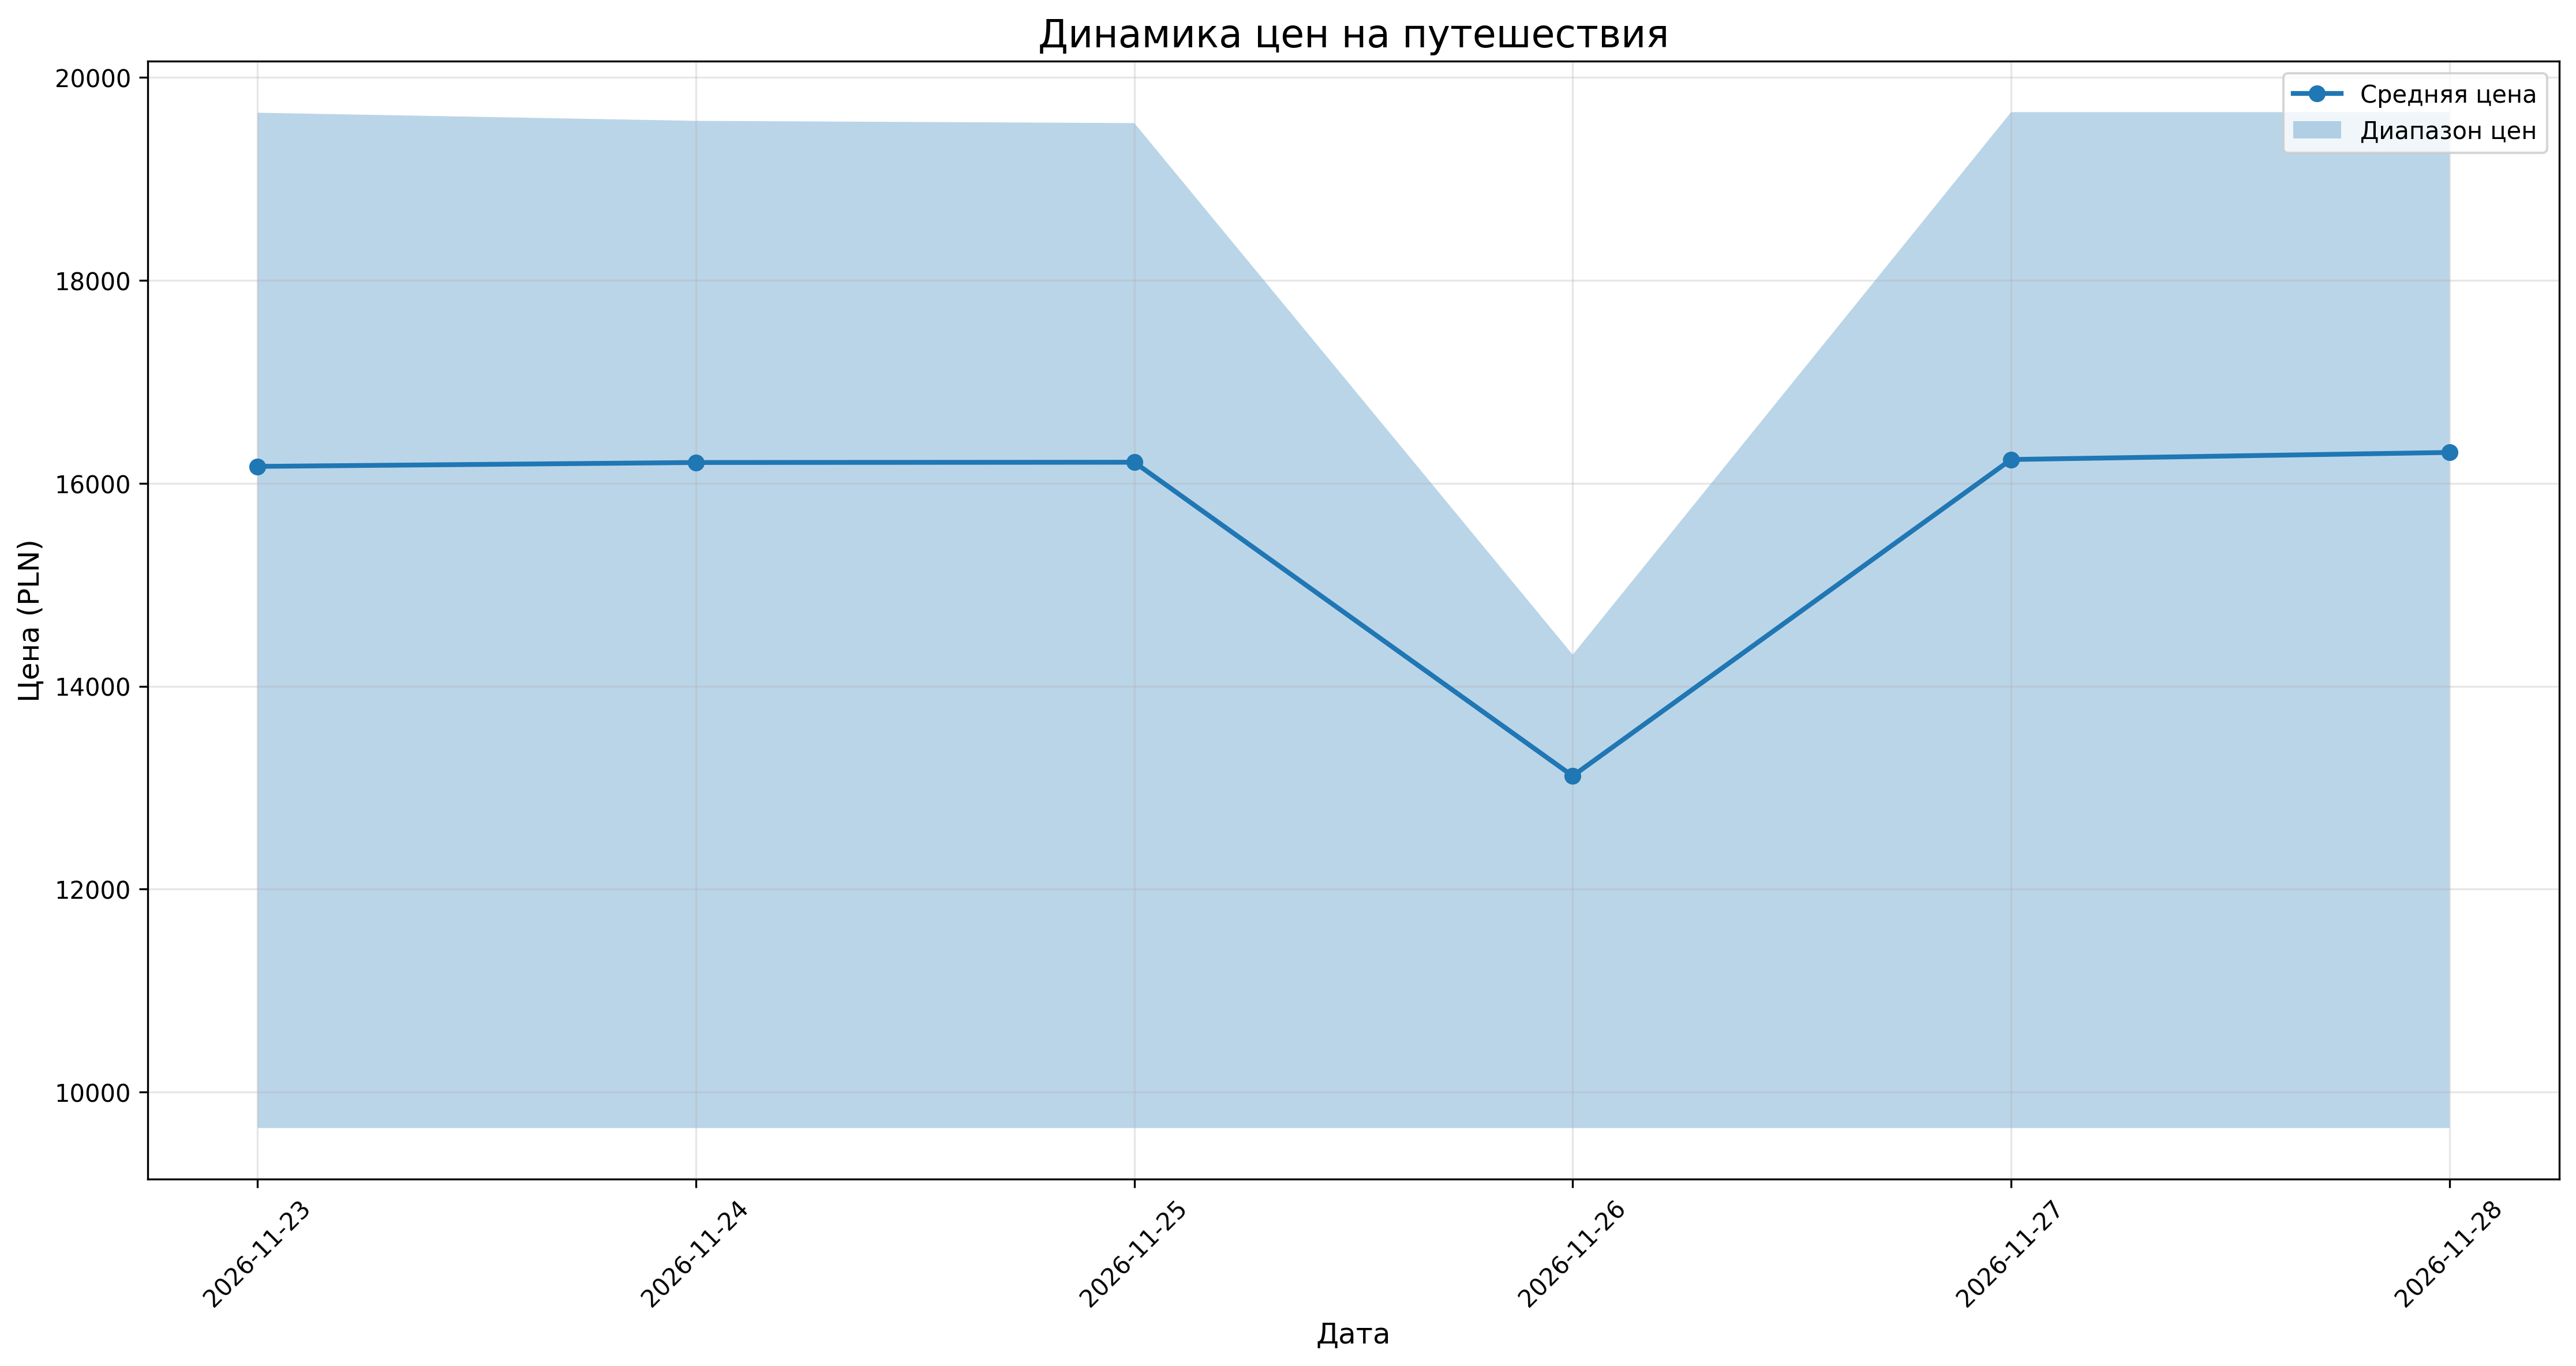 Динамика цен на путешествия
Средняя цена
Диапазон цен
Цена (PLN)
20000
18000
16000
14000
12000
10000
2026-11-23
2026-11-24
2026-11-25
2026-11-26
2026-11-27
2026-11-28
Дата